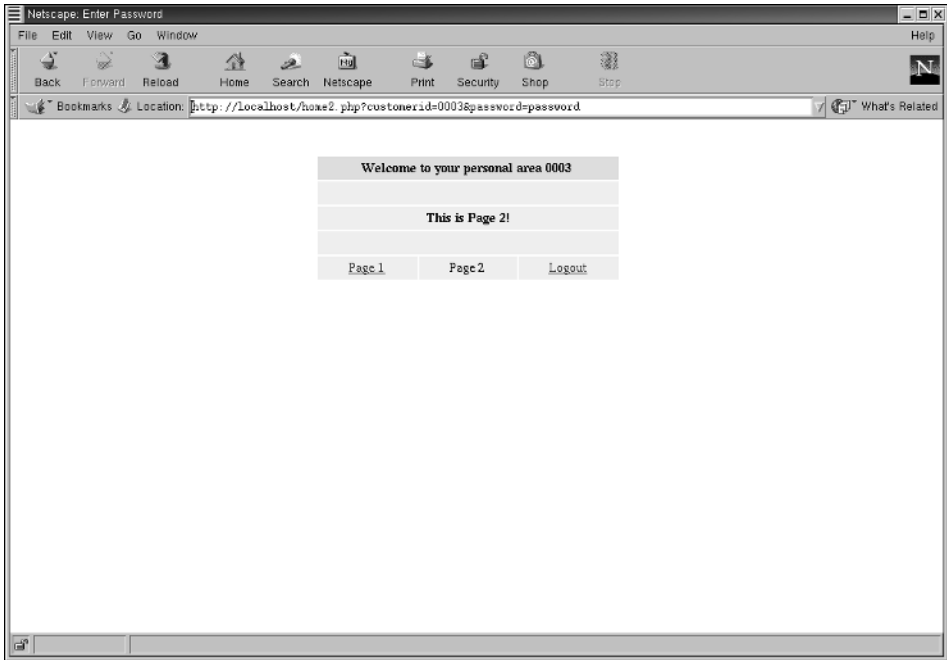 Netscape: Enter Password
File Edit View Go Window Help
Back Forward Reload Home Search Netscape Print Security Shop Stop
N
Bookmarks Location: http://localhost/home2.php?customerid=0003&password=password What's Related
Welcome to your personal area 0003
This is Page 2!
Page 1 Page 2 Logout